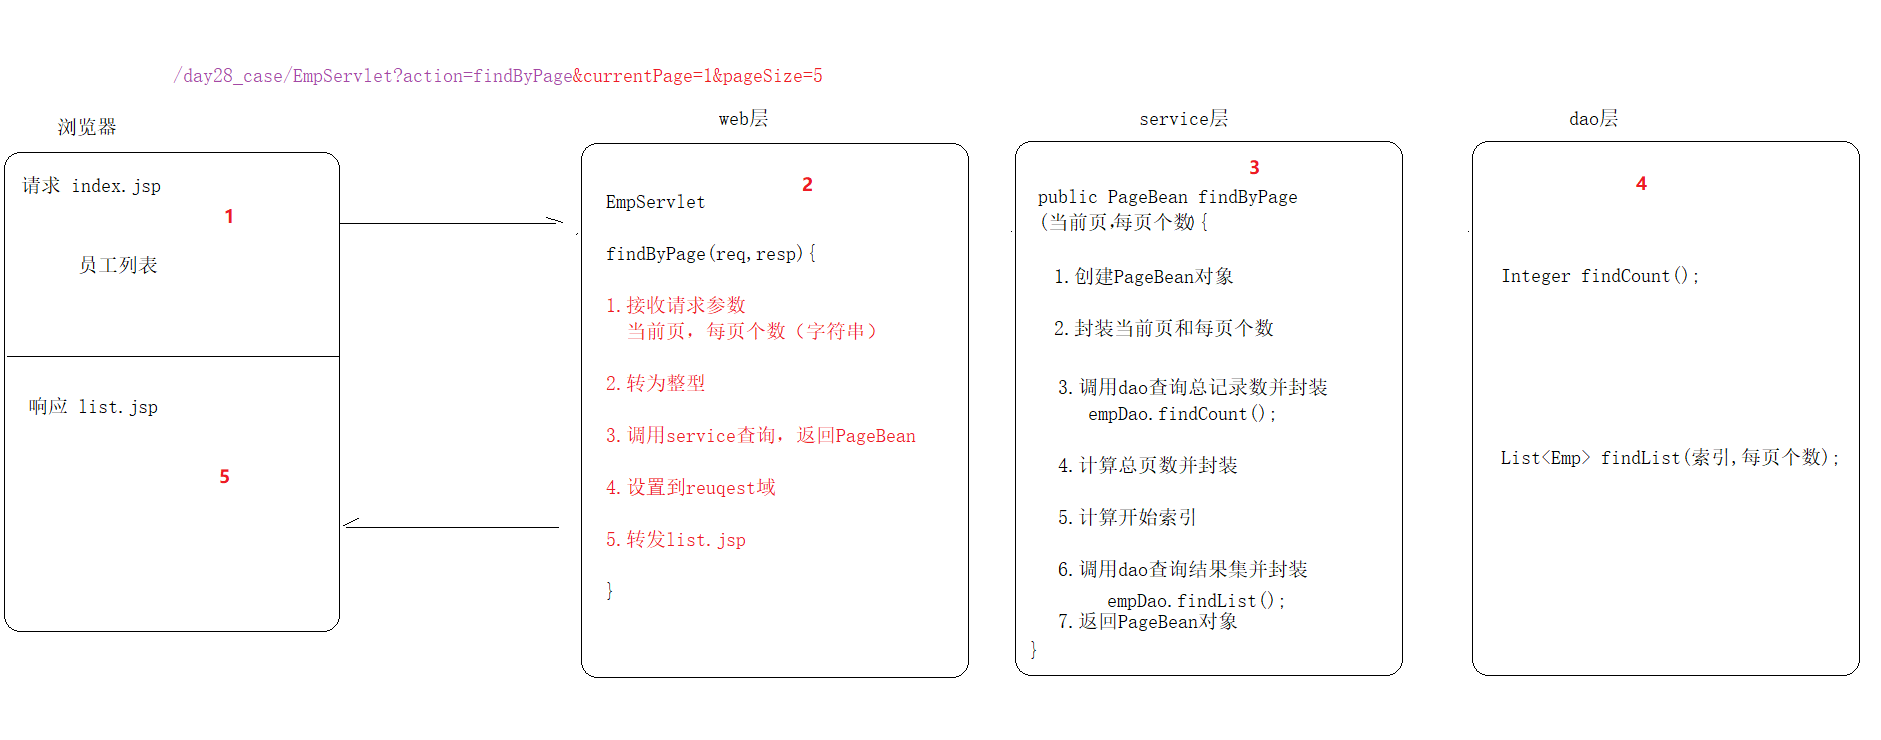 /day28_case/EmpServlet?action=findByPage&currentPage=1&pageSize=5
浏览器
请求 index.jsp
1
员工列表
响应 list.jsp
5
web层
2
EmpServlet
findByPage(req,resp){
1.接收请求参数
当前页，每页个数（字符串）
2.转为整型
3.调用service查询，返回PageBean
4.设置到reuqest域
5.转发list.jsp
}
service层
3
public PageBean findByPage
(当前页,每页个数){
1.创建PageBean对象
2.封装当前页和每页个数
3.调用dao查询总记录数并封装
empDao.findCount();
4.计算总页数并封装
5.计算开始索引
6.调用dao查询结果集并封装
empDao.findList();
7.返回PageBean对象
}
dao层
4
Integer findCount();
List<Emp> findList(索引,每页个数);